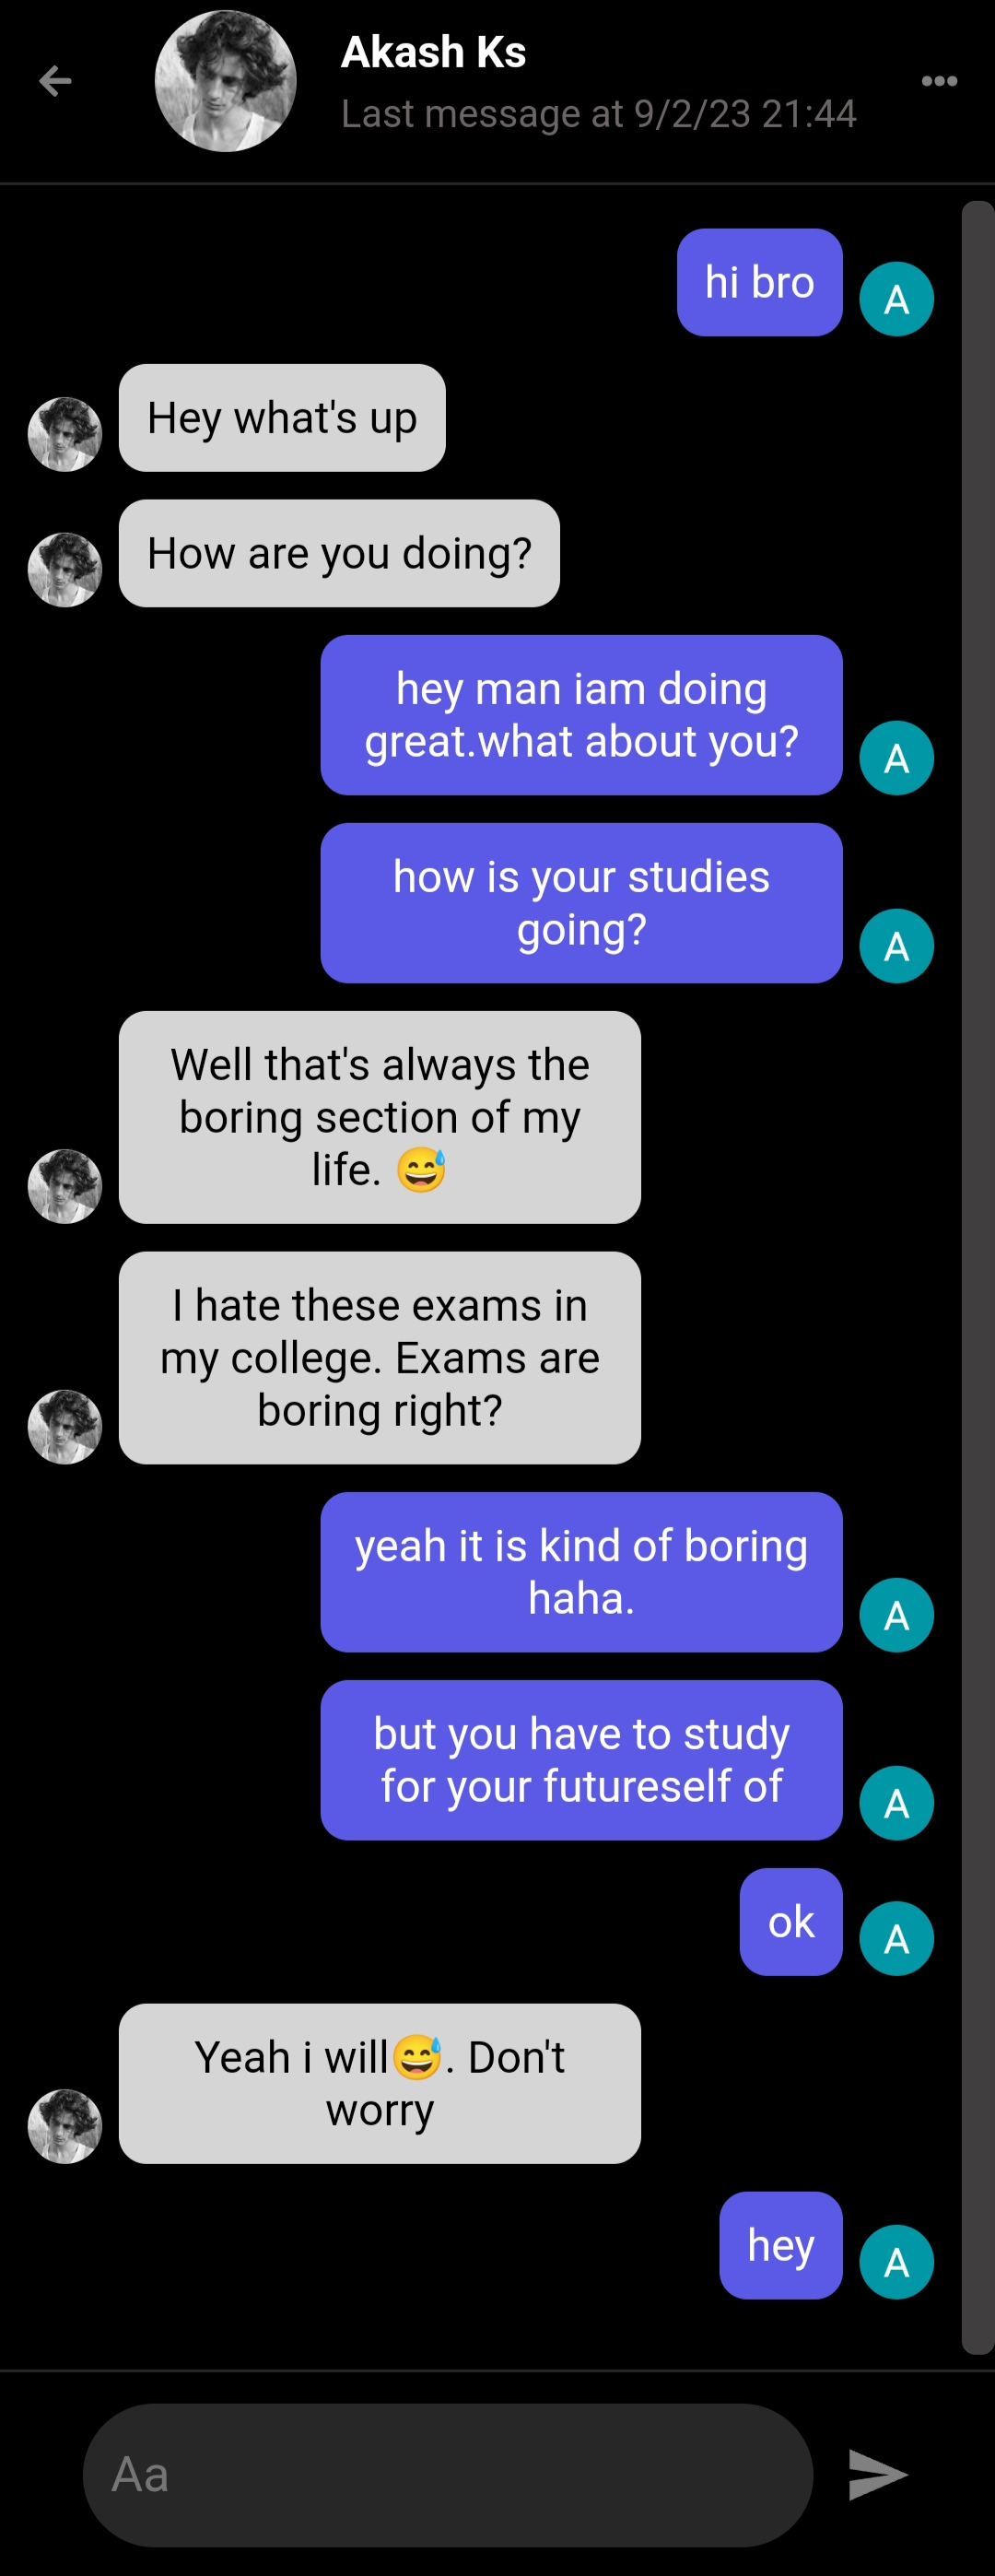 Akash Ks
Last message at 9/2/23 21:44
hi bro
A
Hey what's up
How are you doing?
hey man iam doing
great.what about you?
A
how is your studies
going?
A
Well that's always the
boring section of my
life. 😅
I hate these exams in
my college. Exams are
boring right?
yeah it is kind of boring
haha.
A
but you have to study
for your futureself of
A
ok
A
Yeah i will😅. Don't
worry
hey
A
Aa